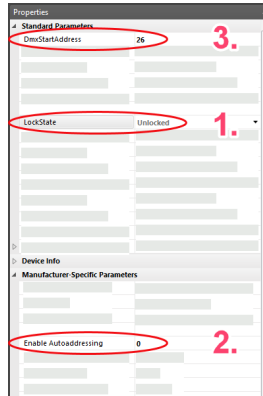 Properties
Standard Parameters
DmxStartAddress 26 3.
LockState Unlocked 1.
Device Info
Manufacturer-Specific Parameters
Enable Autoaddressing 0 2.